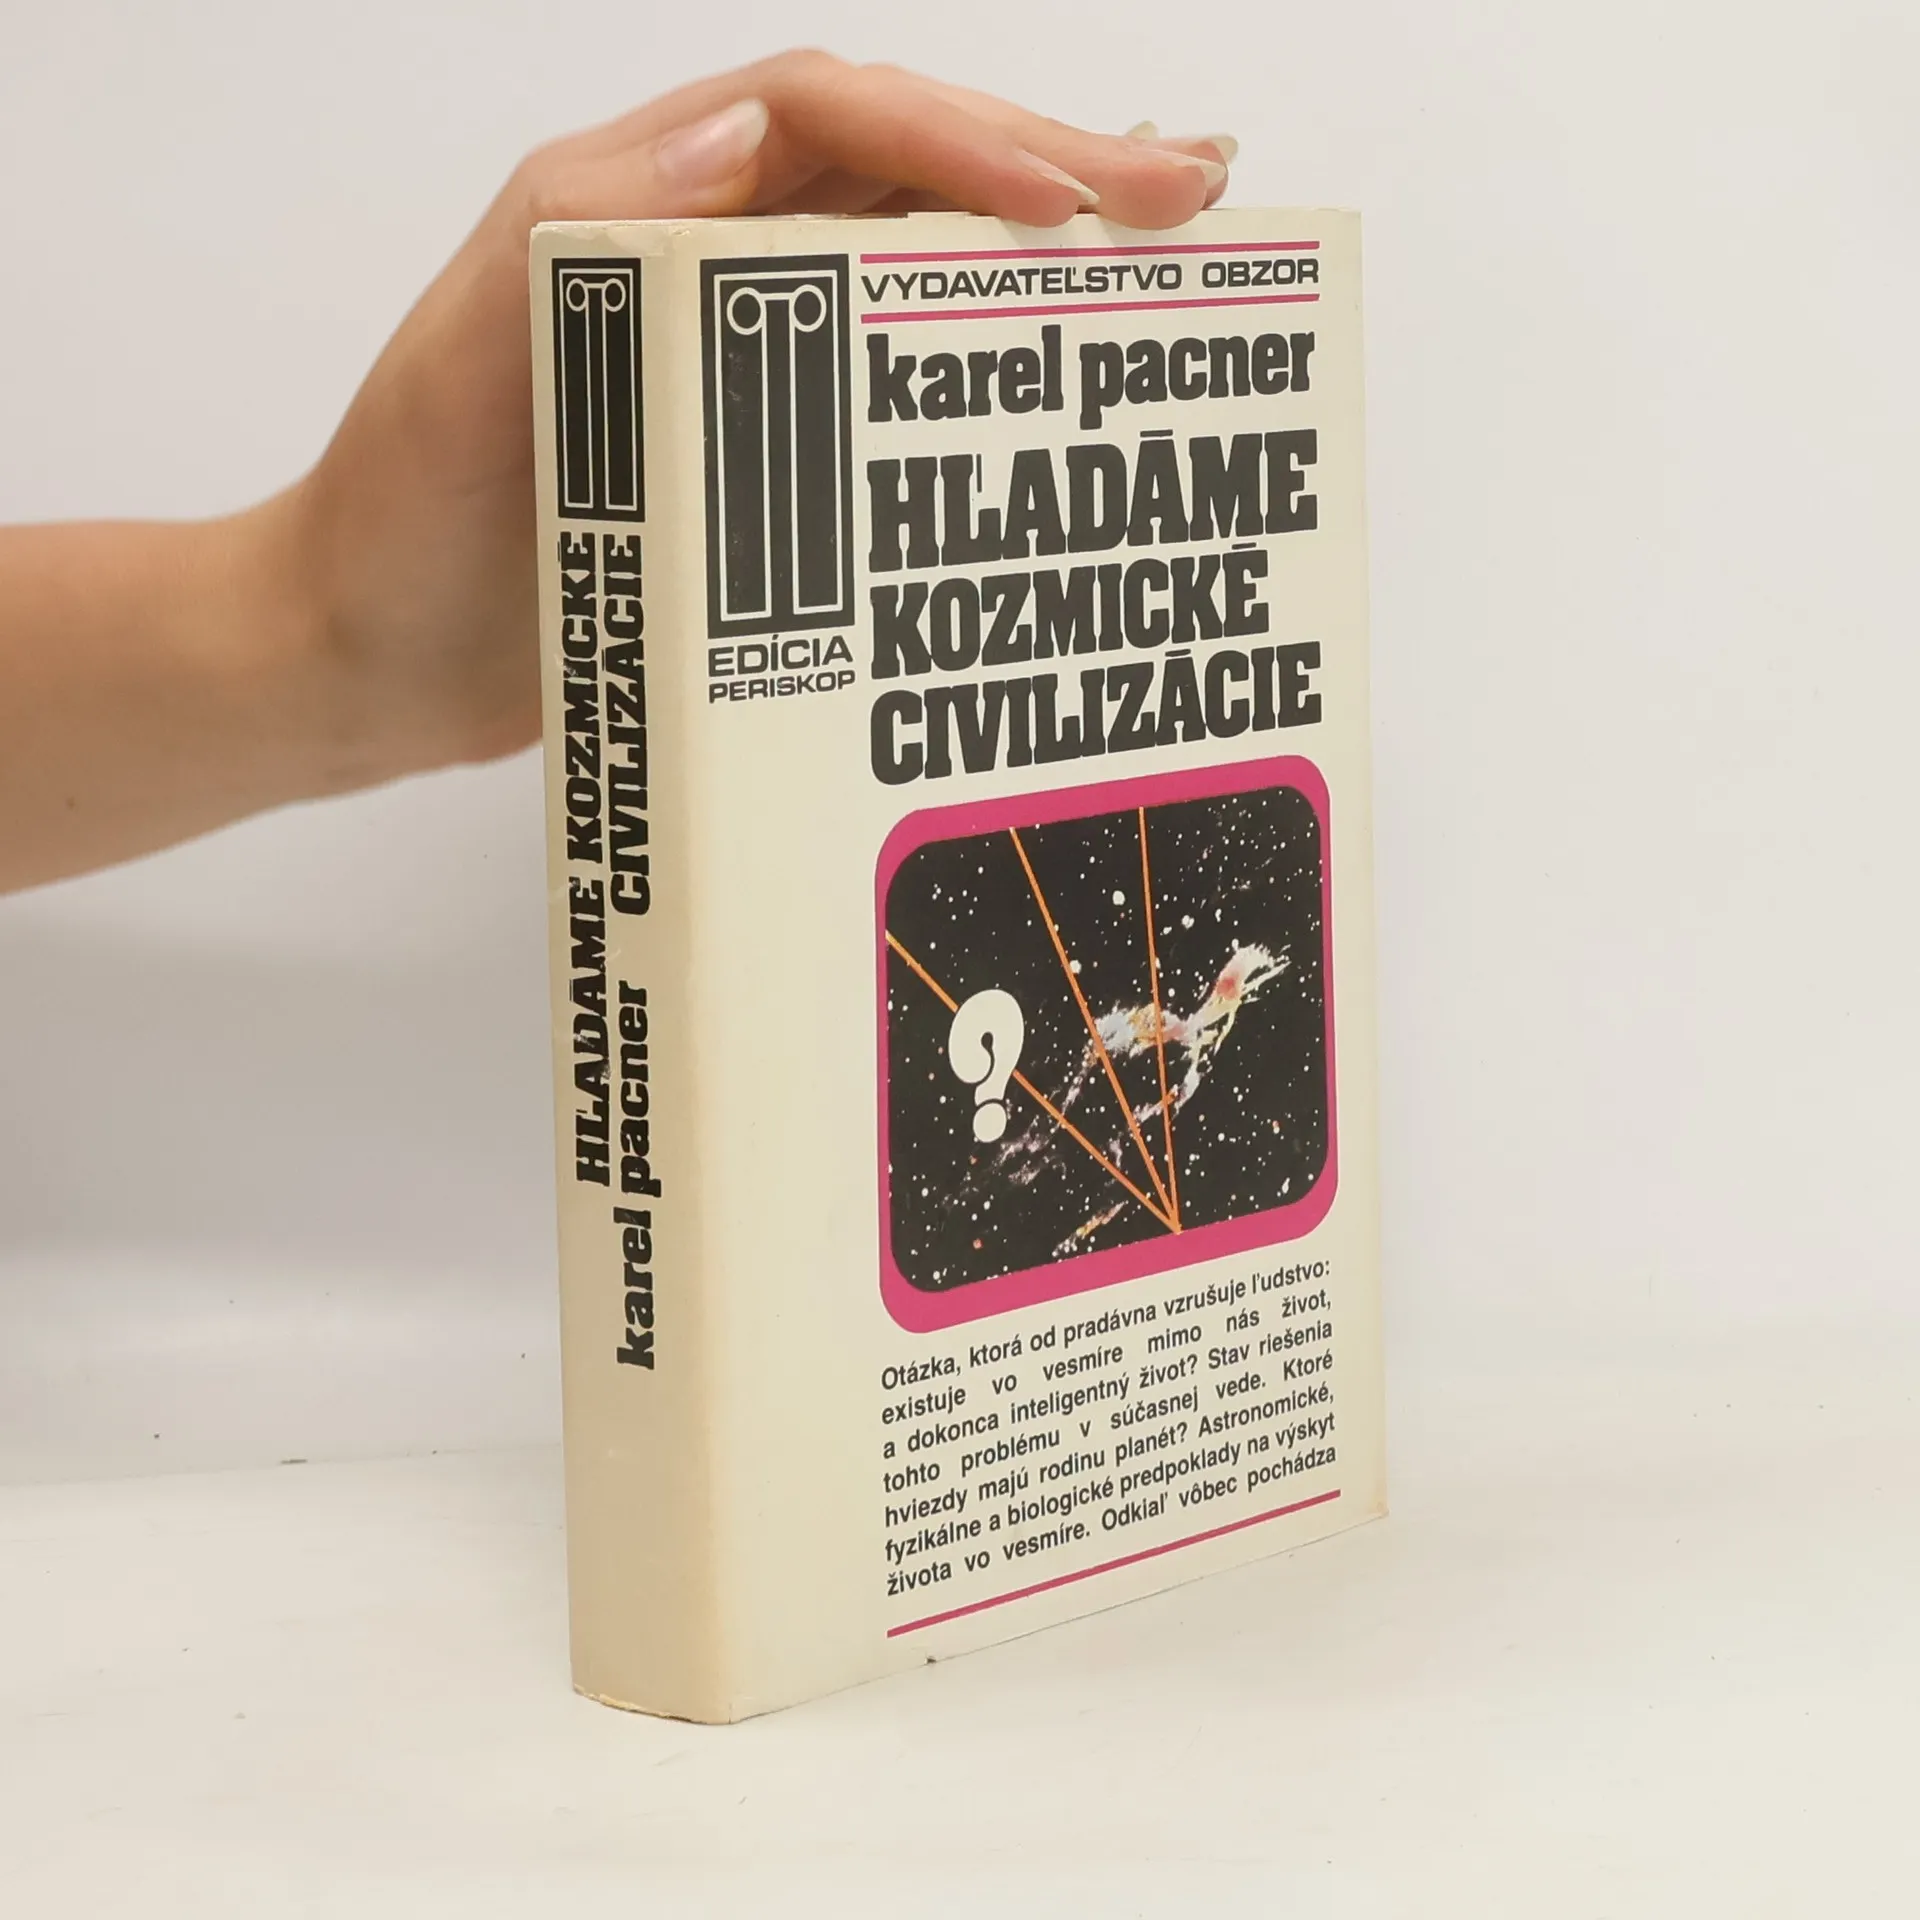 HĽADÁME KOZMICKÉ
CIVILIZÁCIE
karel pacner
VYDAVATEĽSTVO OBZOR
karel pacner
HĽADÁME
KOZMICKÉ
CIVILIZÁCIE
EDÍCIA
PERISKOP
?
Otázka, ktorá od pradávna vzrušuje ľudstvo:
existuje vo vesmíre mimo nás život,
a dokonca inteligentný život? Stav riešenia
tohto problému v súčasnej vede. Ktoré
hviezdy majú rodinu planét? Astronomické,
fyzikálne a biologické predpoklady na výskyt
života vo vesmíre. Odkiaľ vôbec pochádza